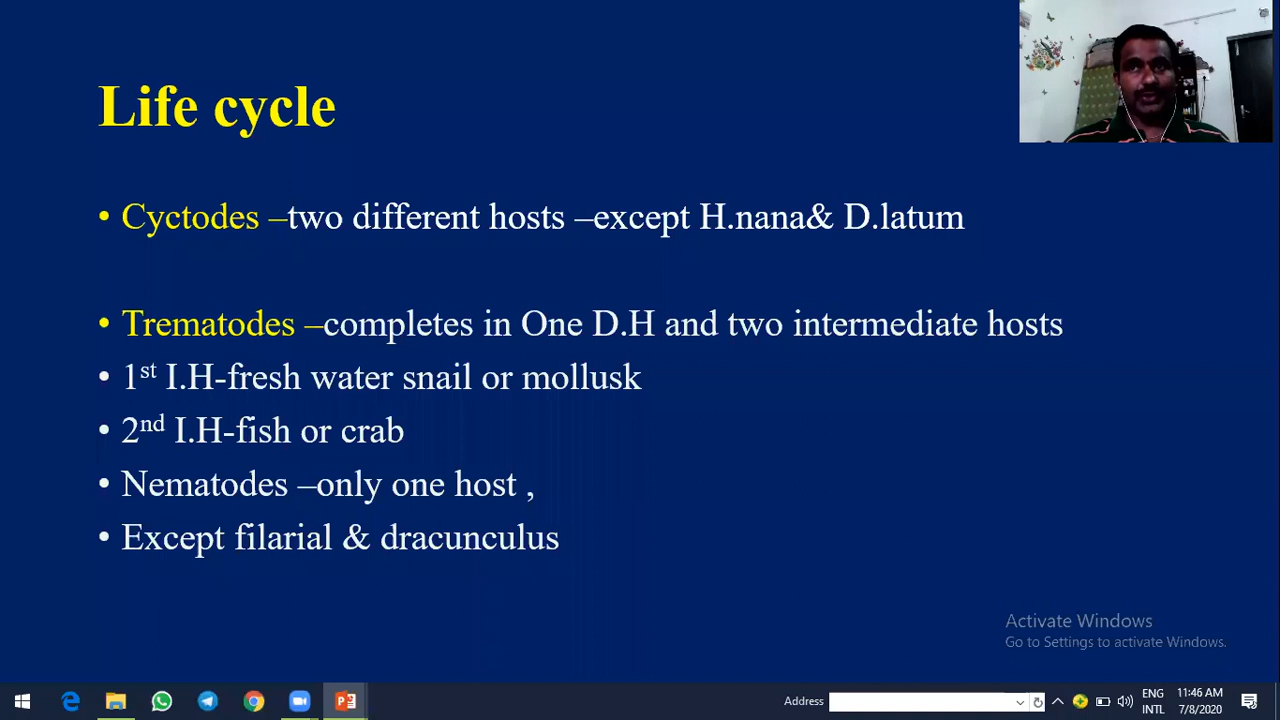 Life cycle
• Cyctodes –two different hosts –except H.nana& D.latum
• Trematodes –completes in One D.H and two intermediate hosts
• 1st I.H-fresh water snail or mollusk
• 2nd I.H-fish or crab
• Nematodes –only one host ,
• Except filarial & dracunculus
Activate Windows
Go to Settings to activate Windows.
Address
ENG
INTL
11:46 AM
7/8/2020